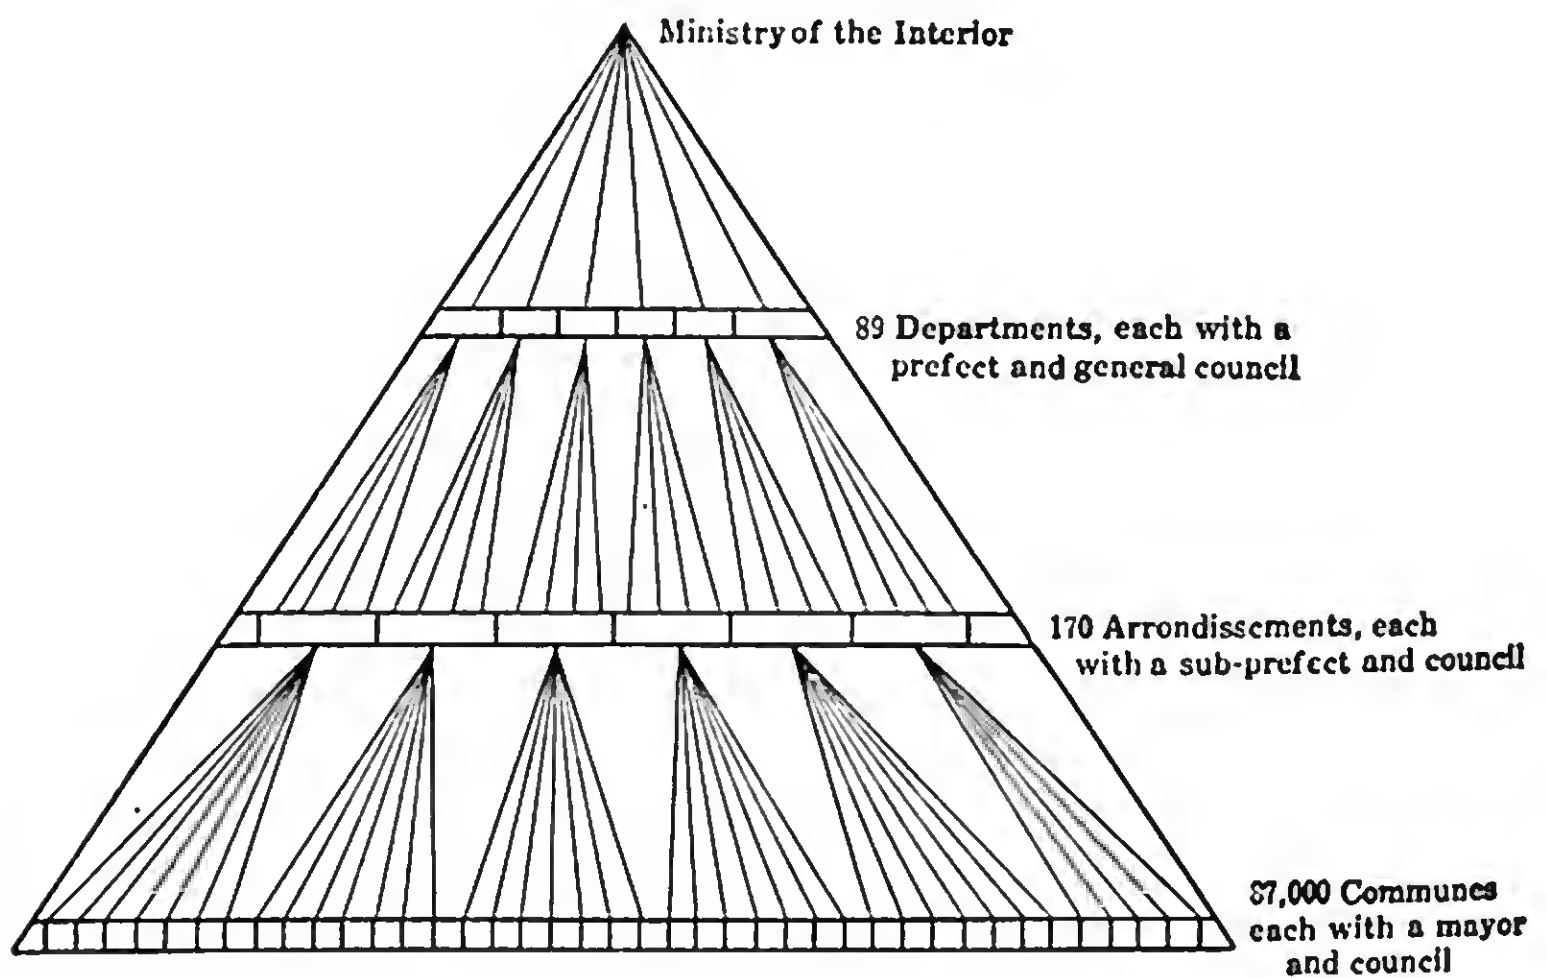 Ministry of the Interior
89 Departments, each with a
prefect and general council
170 Arrondissements, each
with a sub-prefect and council
87,000 Communes
each with a mayor
and council